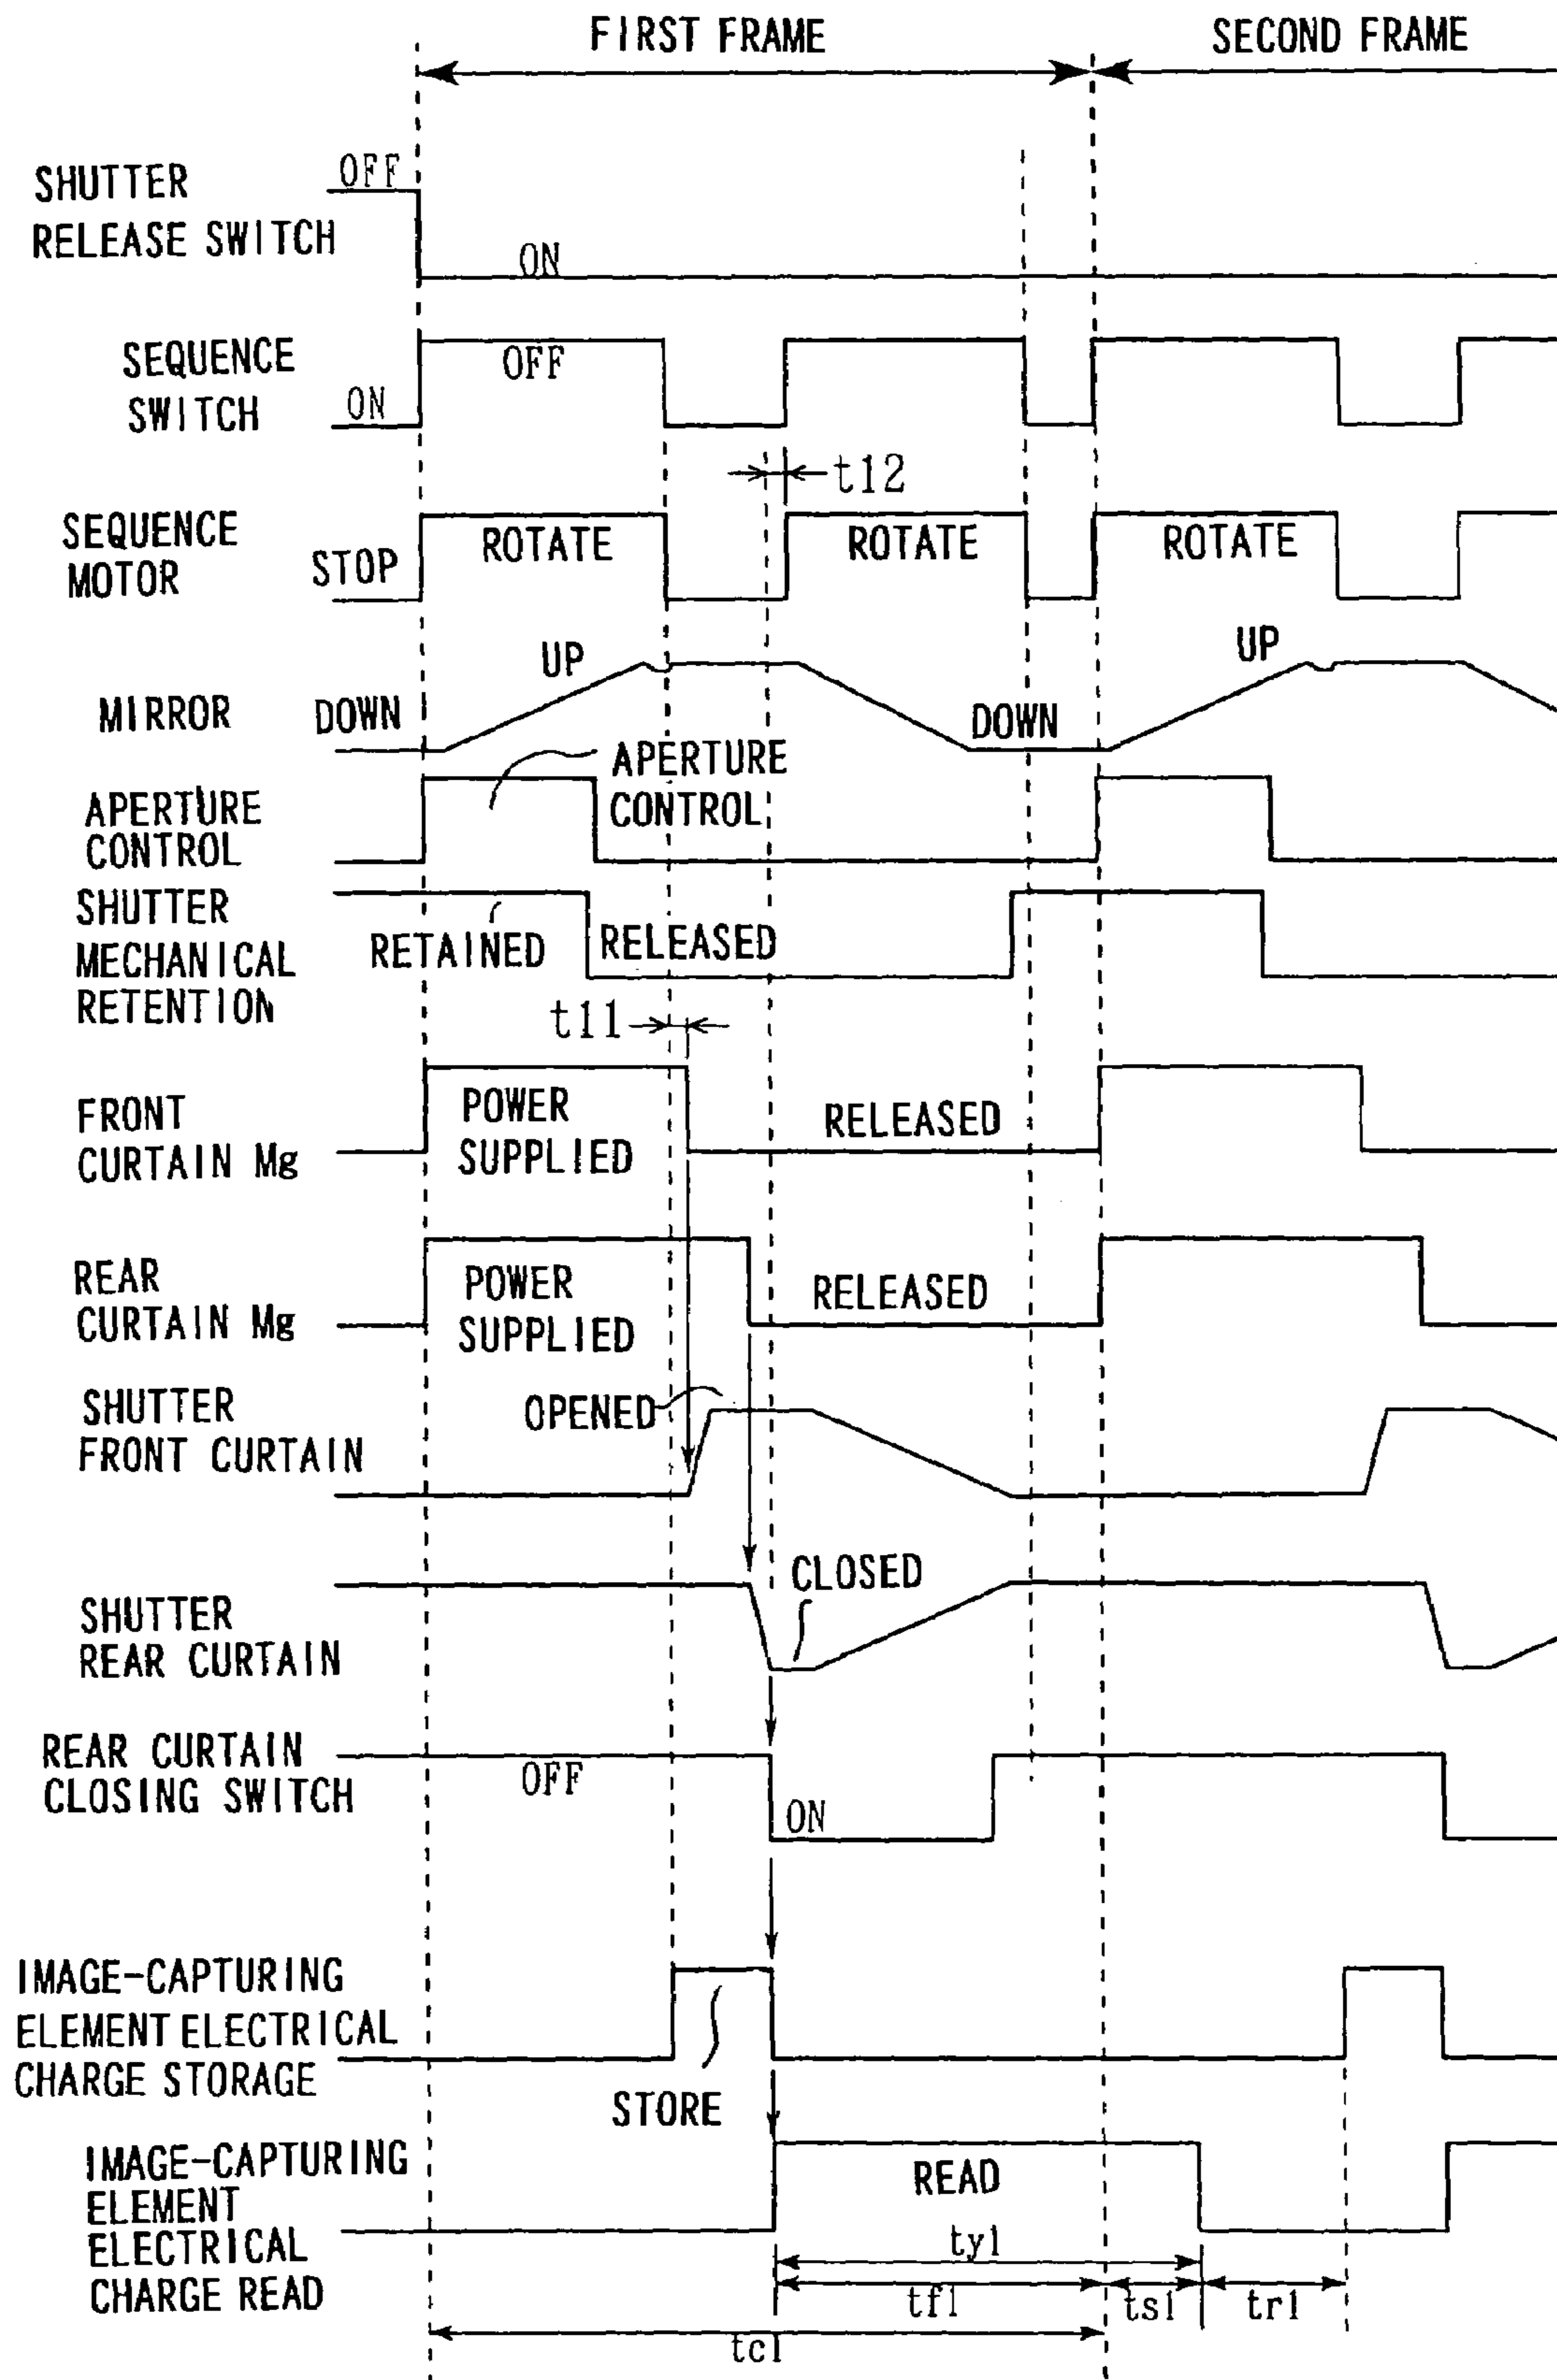 FIRST FRAME
SECOND FRAME
SHUTTER
RELEASE SWITCH
OFF
ON
SEQUENCE
SWITCH
ON
OFF
t12
SEQUENCE
MOTOR
STOP
ROTATE
ROTATE
ROTATE
MIRROR
DOWN
UP
DOWN
UP
APERTURE
CONTROL
APERTURE
CONTROL
SHUTTER
MECHANICAL
RETENTION
RETAINED
RELEASED
t11
FRONT
CURTAIN Mg
POWER
SUPPLIED
RELEASED
REAR
CURTAIN Mg
POWER
SUPPLIED
RELEASED
SHUTTER
FRONT CURTAIN
OPENED
SHUTTER
REAR CURTAIN
CLOSED
REAR CURTAIN
CLOSING SWITCH
OFF
ON
IMAGE-CAPTURING
ELEMENT ELECTRICAL
CHARGE STORAGE
STORE
IMAGE-CAPTURING
ELEMENT
ELECTRICAL
CHARGE READ
READ
ty1
tf1
ts1
tr1
tc1